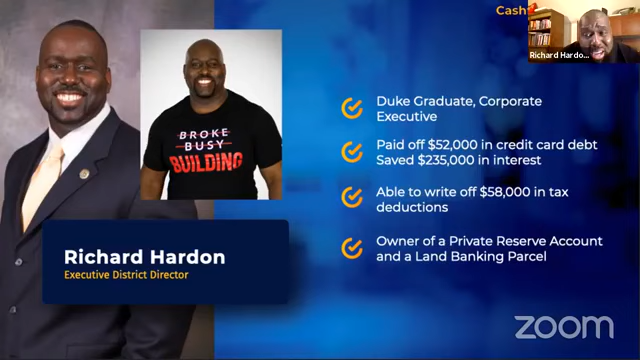 Cash
Richard Hardo...
BROKE
BUSY
BUILDING
Duke Graduate, Corporate
Executive
Paid off $52,000 in credit card debt
Saved $235,000 in interest
Able to write off $58,000 in tax
deductions
Owner of a Private Reserve Account
and a Land Banking Parcel
Richard Hardon
Executive District Director
zoom